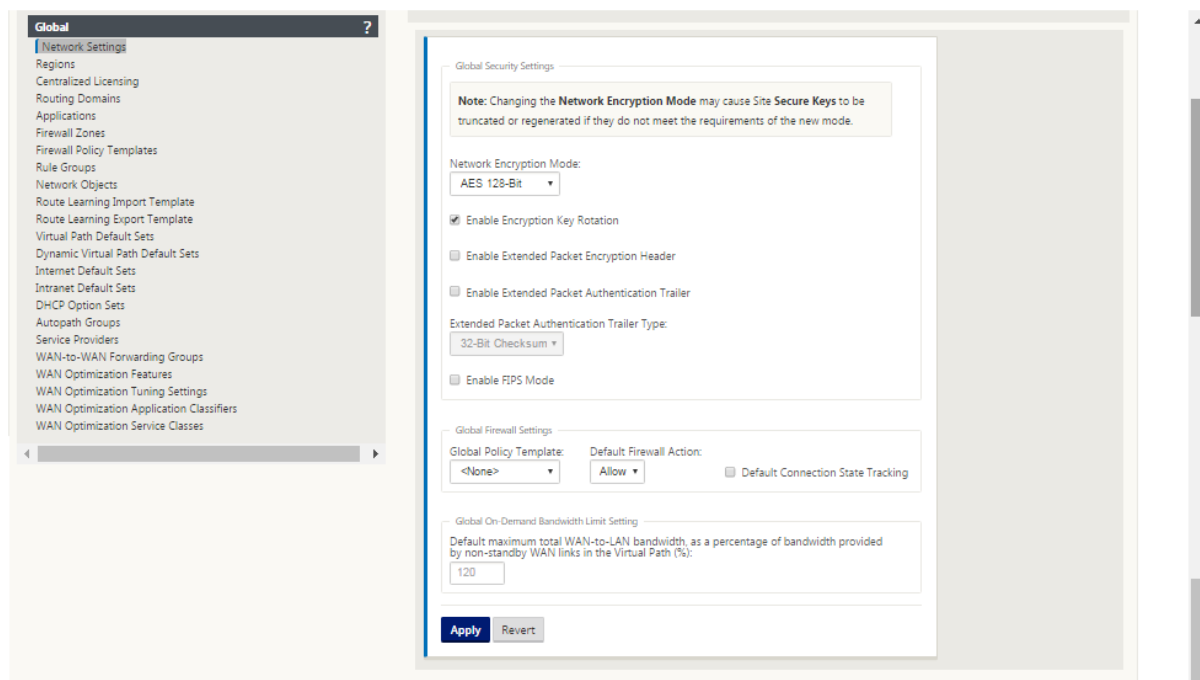 Global ?
Network Settings
Regions
Centralized Licensing
Routing Domains
Applications
Firewall Zones
Firewall Policy Templates
Rule Groups
Network Objects
Route Learning Import Template
Route Learning Export Template
Virtual Path Default Sets
Dynamic Virtual Path Default Sets
Internet Default Sets
Intranet Default Sets
DHCP Option Sets
Autopath Groups
Service Providers
WAN-to-WAN Forwarding Groups
WAN Optimization Features
WAN Optimization Tuning Settings
WAN Optimization Application Classifiers
WAN Optimization Service Classes
Global Security Settings
Note: Changing the Network Encryption Mode may cause Site Secure Keys to be
truncated or regenerated if they do not meet the requirements of the new mode.
Network Encryption Mode:
AES 128-Bit
Enable Encryption Key Rotation
Enable Extended Packet Encryption Header
Enable Extended Packet Authentication Trailer
Extended Packet Authentication Trailer Type:
32-Bit Checksum
Enable FIPS Mode
Global Firewall Settings
Global Policy Template: Default Firewall Action:
<None> Allow Default Connection State Tracking
Global On-Demand Bandwidth Limit Setting
Default maximum total WAN-to-LAN bandwidth, as a percentage of bandwidth provided
by non-standby WAN links in the Virtual Path (%):
120
Apply Revert